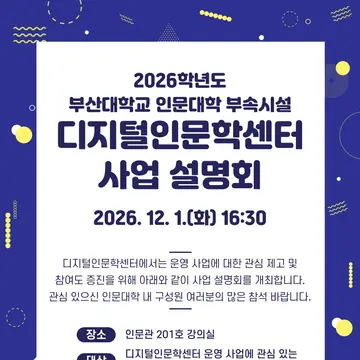 2026학년도
부산대학교 인문대학 부속시설
디지털인문학센터
사업 설명회
2026. 12. 1.(화) 16:30
디지털인문학센터에서는 운영 사업에 대한 관심 제고 및
참여도 증진을 위해 아래와 같이 사업 설명회를 개최합니다.
관심 있으신 인문대학 내 구성원 여러분의 많은 참석 바랍니다.
장소 인문관 201호 강의실
대상 디지털인문학센터 운영 사업에 관심 있는